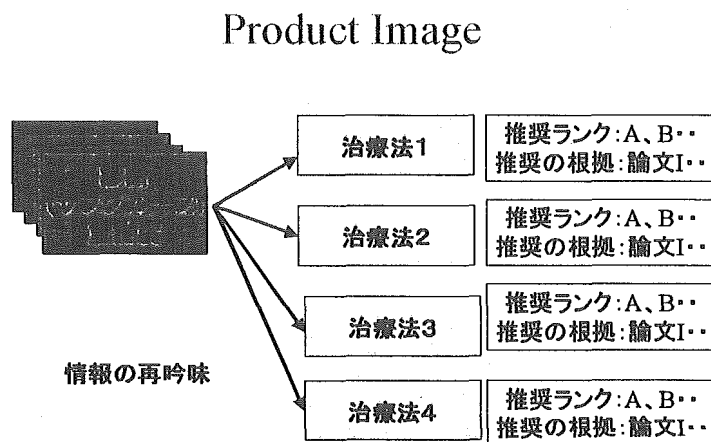 Product Image
治療法1
推奨ランク:A、B··
推奨の根拠:論文I··
治療法2
推奨ランク:A、B··
推奨の根拠:論文I··
治療法3
推奨ランク:A、B··
推奨の根拠:論文I··
情報の再吟味
治療法4
推奨ランク:A、B··
推奨の根拠:論文I··